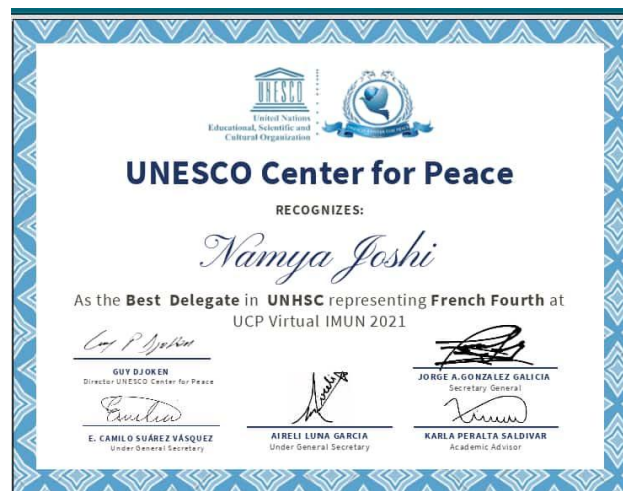 UNESCO
United Nations
Educational, Scientific and
Cultural Organization
UNESCO Center for Peace
RECOGNIZES:
Namya Joshi
As the Best Delegate in UNHSC representing French Fourth at
UCP Virtual IMUN 2021
GUY DJOKEN
Director UNESCO Center for Peace
JORGE A.GONZALEZ GALICIA
Secretary General
E. CAMILO SUÁREZ VÁSQUEZ
Under General Secretary
AIRELI LUNA GARCIA
Under General Secretary
KARLA PERALTA SALDIVAR
Academic Advisor